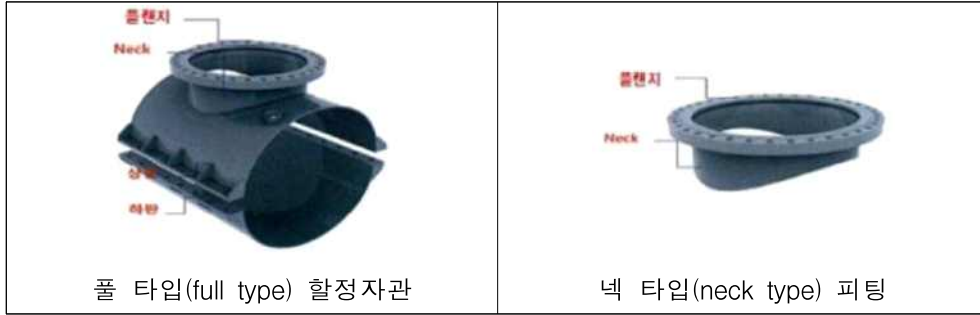 플랜지
Neck
하판
풀 타입(full type) 할정자관
플랜지
Neck
넥 타입(neck type) 피팅